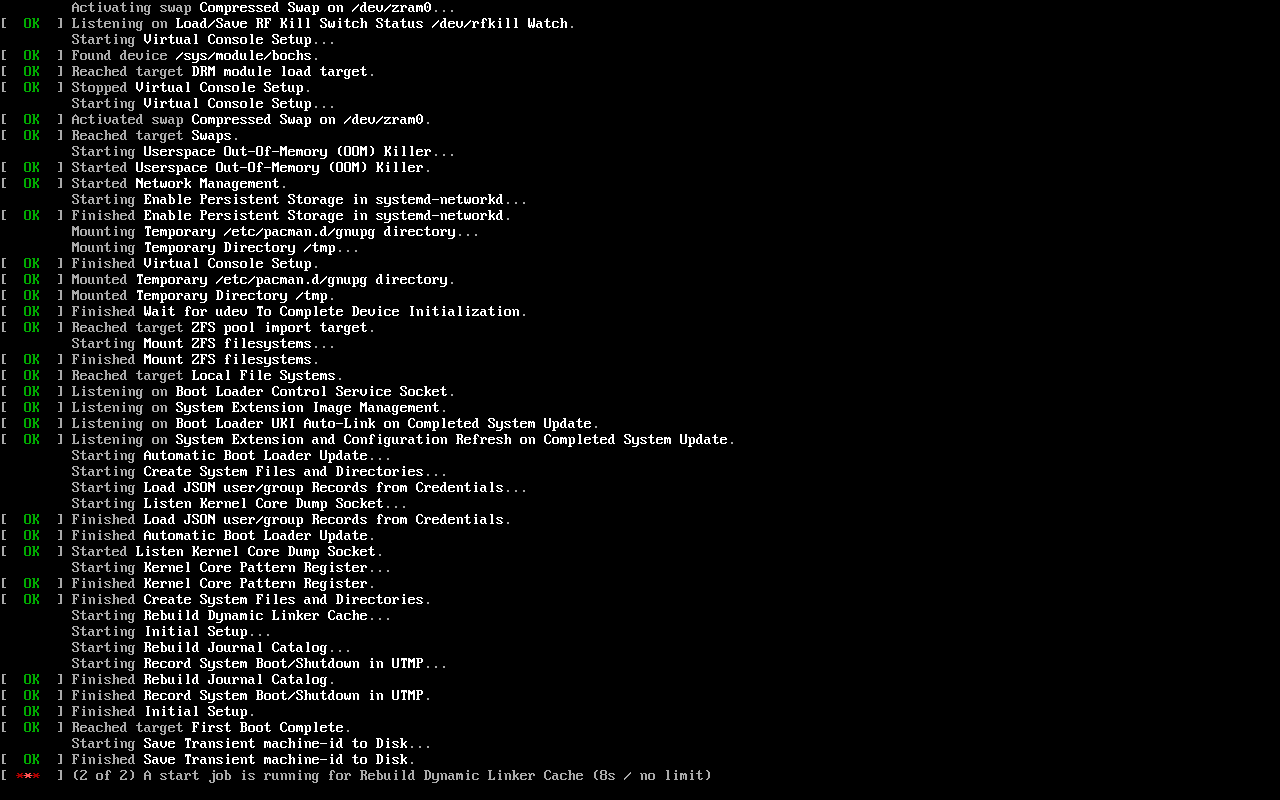 Activating swap Compressed Swap on /dev/zram0...
[  OK  ] Listening on Load/Save RF Kill Switch Status /dev/rfkill Watch.
         Starting Virtual Console Setup...
[  OK  ] Found device /sys/module/bochs.
[  OK  ] Reached target DRM module load target.
[  OK  ] Stopped Virtual Console Setup.
         Starting Virtual Console Setup...
[  OK  ] Activated swap Compressed Swap on /dev/zram0.
[  OK  ] Reached target Swaps.
         Starting Userspace Out-Of-Memory (OOM) Killer...
[  OK  ] Started Userspace Out-Of-Memory (OOM) Killer.
[  OK  ] Started Network Management.
         Starting Enable Persistent Storage in systemd-networkd...
[  OK  ] Finished Enable Persistent Storage in systemd-networkd.
         Mounting Temporary /etc/pacman.d/gnupg directory...
         Mounting Temporary Directory /tmp...
[  OK  ] Finished Virtual Console Setup.
[  OK  ] Mounted Temporary /etc/pacman.d/gnupg directory.
[  OK  ] Mounted Temporary Directory /tmp.
[  OK  ] Finished Wait for udev To Complete Device Initialization.
[  OK  ] Reached target ZFS pool import target.
         Starting Mount ZFS filesystems...
[  OK  ] Finished Mount ZFS filesystems.
[  OK  ] Reached target Local File Systems.
[  OK  ] Listening on Boot Loader Control Service Socket.
[  OK  ] Listening on System Extension Image Management.
[  OK  ] Listening on Boot Loader UKI Auto-Link on Completed System Update.
[  OK  ] Listening on System Extension and Configuration Refresh on Completed System Update.
         Starting Automatic Boot Loader Update...
         Starting Create System Files and Directories...
         Starting Load JSON user/group Records from Credentials...
         Starting Listen Kernel Core Dump Socket...
[  OK  ] Finished Load JSON user/group Records from Credentials.
[  OK  ] Finished Automatic Boot Loader Update.
[  OK  ] Started Listen Kernel Core Dump Socket.
         Starting Kernel Core Pattern Register...
[  OK  ] Finished Kernel Core Pattern Register.
[  OK  ] Finished Create System Files and Directories.
         Starting Rebuild Dynamic Linker Cache...
         Starting Initial Setup...
         Starting Rebuild Journal Catalog...
         Starting Record System Boot/Shutdown in UTMP...
[  OK  ] Finished Rebuild Journal Catalog.
[  OK  ] Finished Record System Boot/Shutdown in UTMP.
[  OK  ] Finished Initial Setup.
[  OK  ] Reached target First Boot Complete.
         Starting Save Transient machine-id to Disk...
[  OK  ] Finished Save Transient machine-id to Disk.
[ ***  ] (2 of 2) A start job is running for Rebuild Dynamic Linker Cache (8s / no limit)